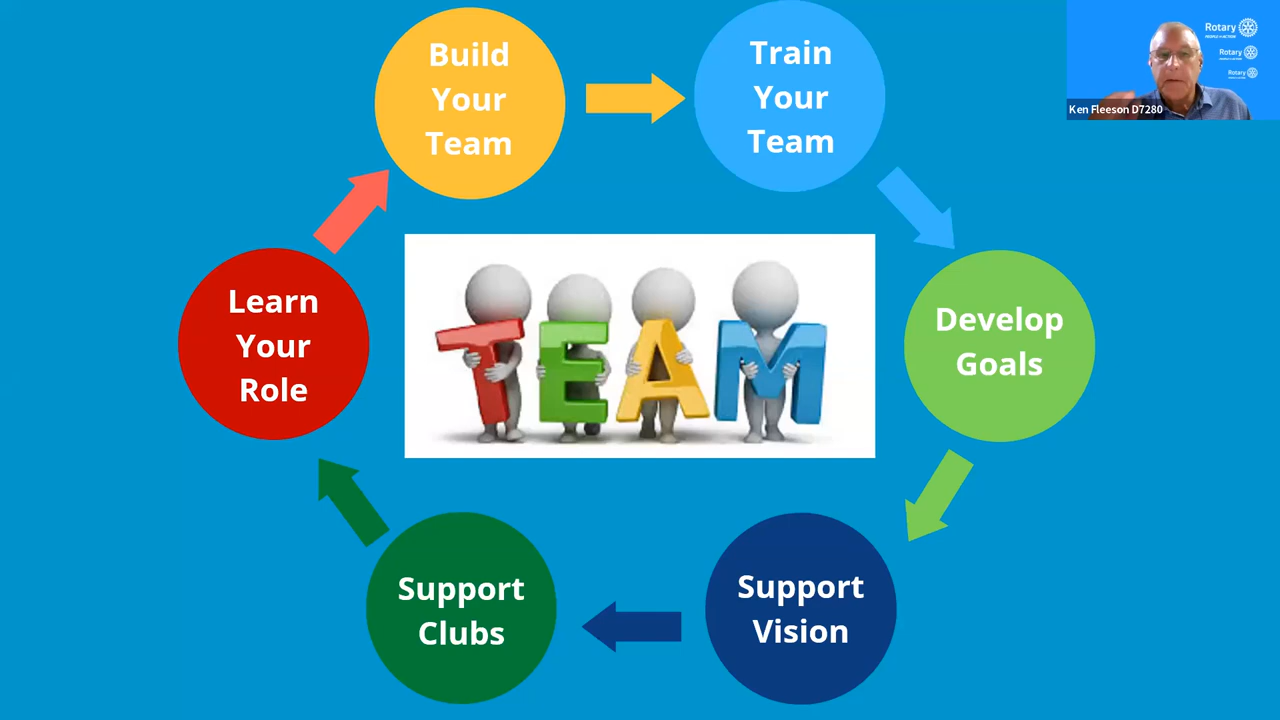 Build
Your
Team
Train
Your
Team
Rotary
Rotary
Rotary
Ken Fleeson D7280
Learn
Your
Role
TEAM
Develop
Goals
Support
Clubs
Support
Vision